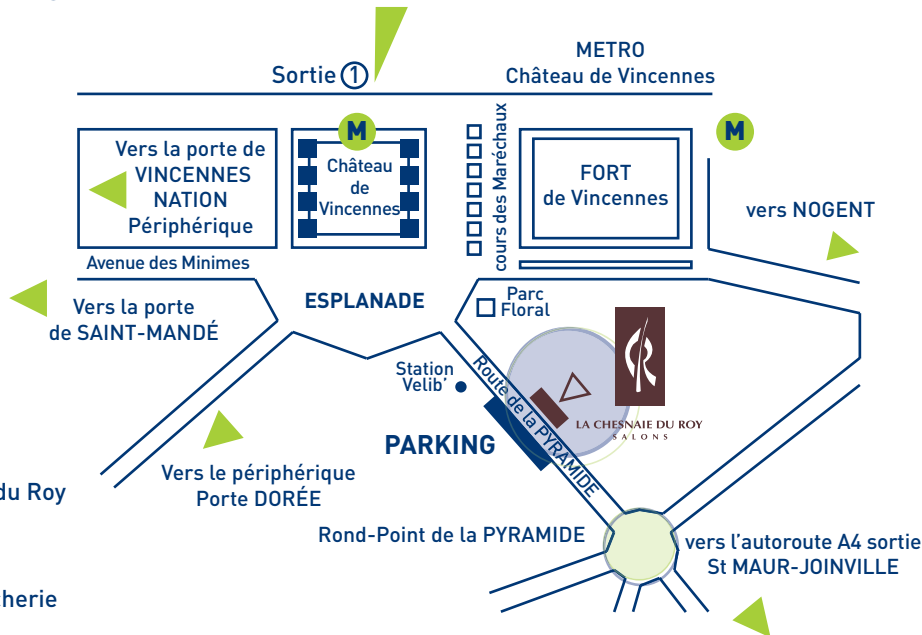 METRO
Château de Vincennes
Sortie 1
M
M
Vers la porte de
VINCENNES
NATION
Périphérique
Château
de
Vincennes
cours des Maréchaux
FORT
de Vincennes
vers NOGENT
Avenue des Minimes
ESPLANADE
Parc
Floral
Vers la porte
de SAINT-MANDÉ
Station
Velib'
Route de la PYRAMIDE
CR
LA CHESNAIE DU ROY
SALONS
PARKING
Vers le périphérique
Porte DORÉE
du Roy
Rond-Point de la PYRAMIDE
vers l'autoroute A4 sortie
St MAUR-JOINVILLE
cherie